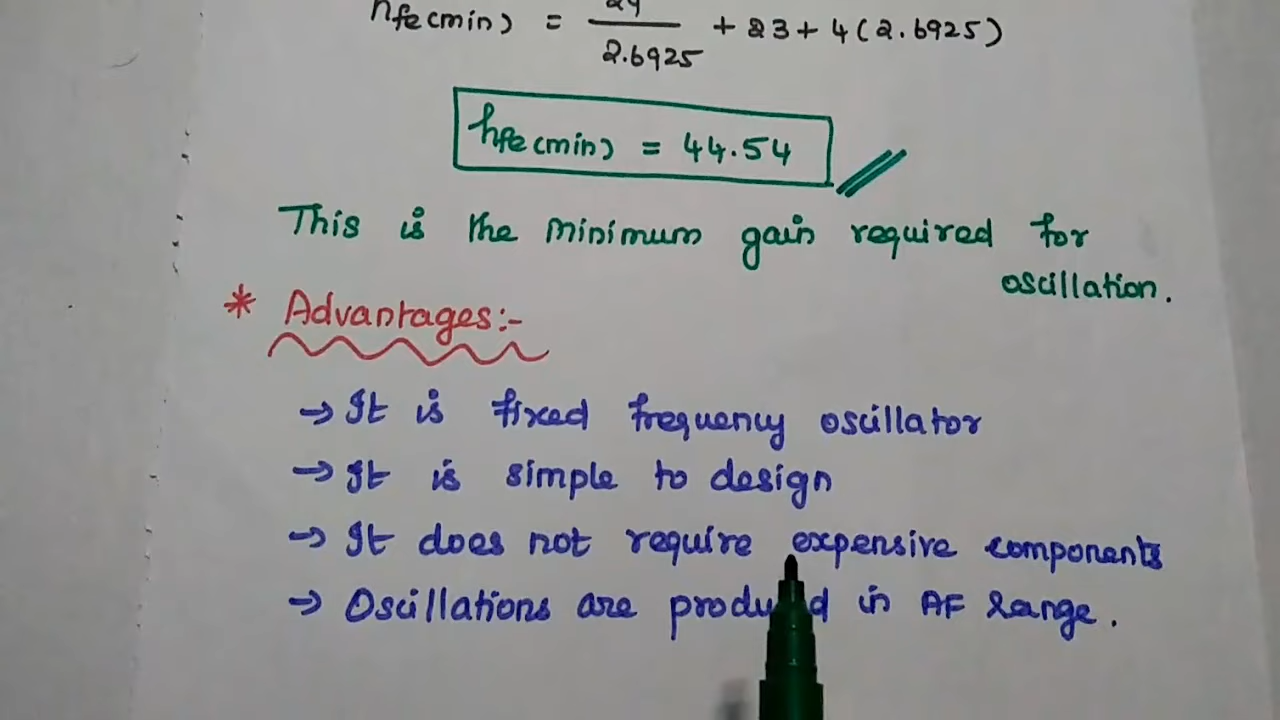 hfe(min) = 29/2.6925 + 23 + 4(2.6925)
hfe(min) = 44.54
This is the minimum gain required for
oscillation.
* Advantages:-
→ It is fixed frequency oscillator
→ It is simple to design
→ It does not require expensive components
→ Oscillations are produced in AF range.